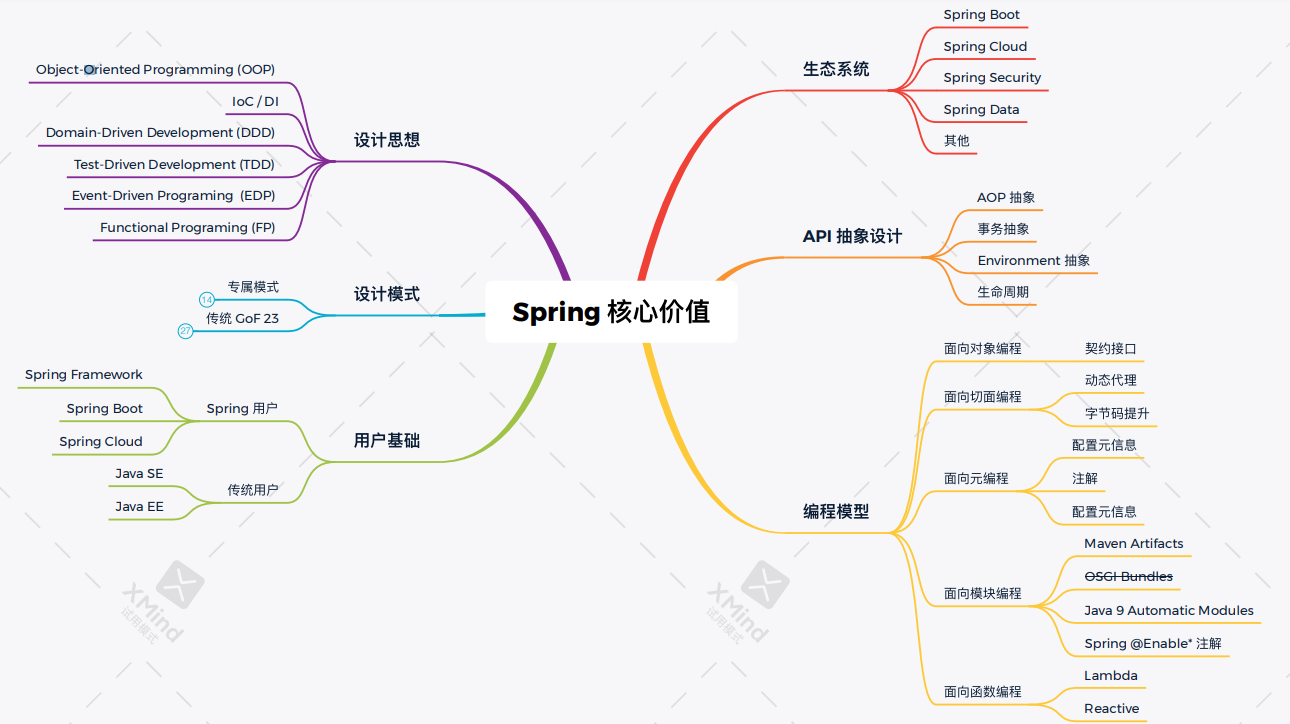 Spring 核心价值
生态系统
Spring Boot
Spring Cloud
Spring Security
Spring Data
其他
API 抽象设计
AOP 抽象
事务抽象
Environment 抽象
生命周期
编程模型
面向对象编程
契约接口
面向切面编程
动态代理
字节码提升
面向元编程
配置元信息
注解
配置元信息
面向模块编程
Maven Artifacts
OSGI Bundles
Java 9 Automatic Modules
Spring @Enable* 注解
面向函数编程
Lambda
Reactive
设计思想
Object-Oriented Programming (OOP)
IoC / DI
Domain-Driven Development (DDD)
Test-Driven Development (TDD)
Event-Driven Programing (EDP)
Functional Programing (FP)
设计模式
专属模式
14
传统 GoF 23
27
用户基础
Spring 用户
Spring Framework
Spring Boot
Spring Cloud
传统用户
Java SE
Java EE
XMind
试用模式
XMind
试用模式